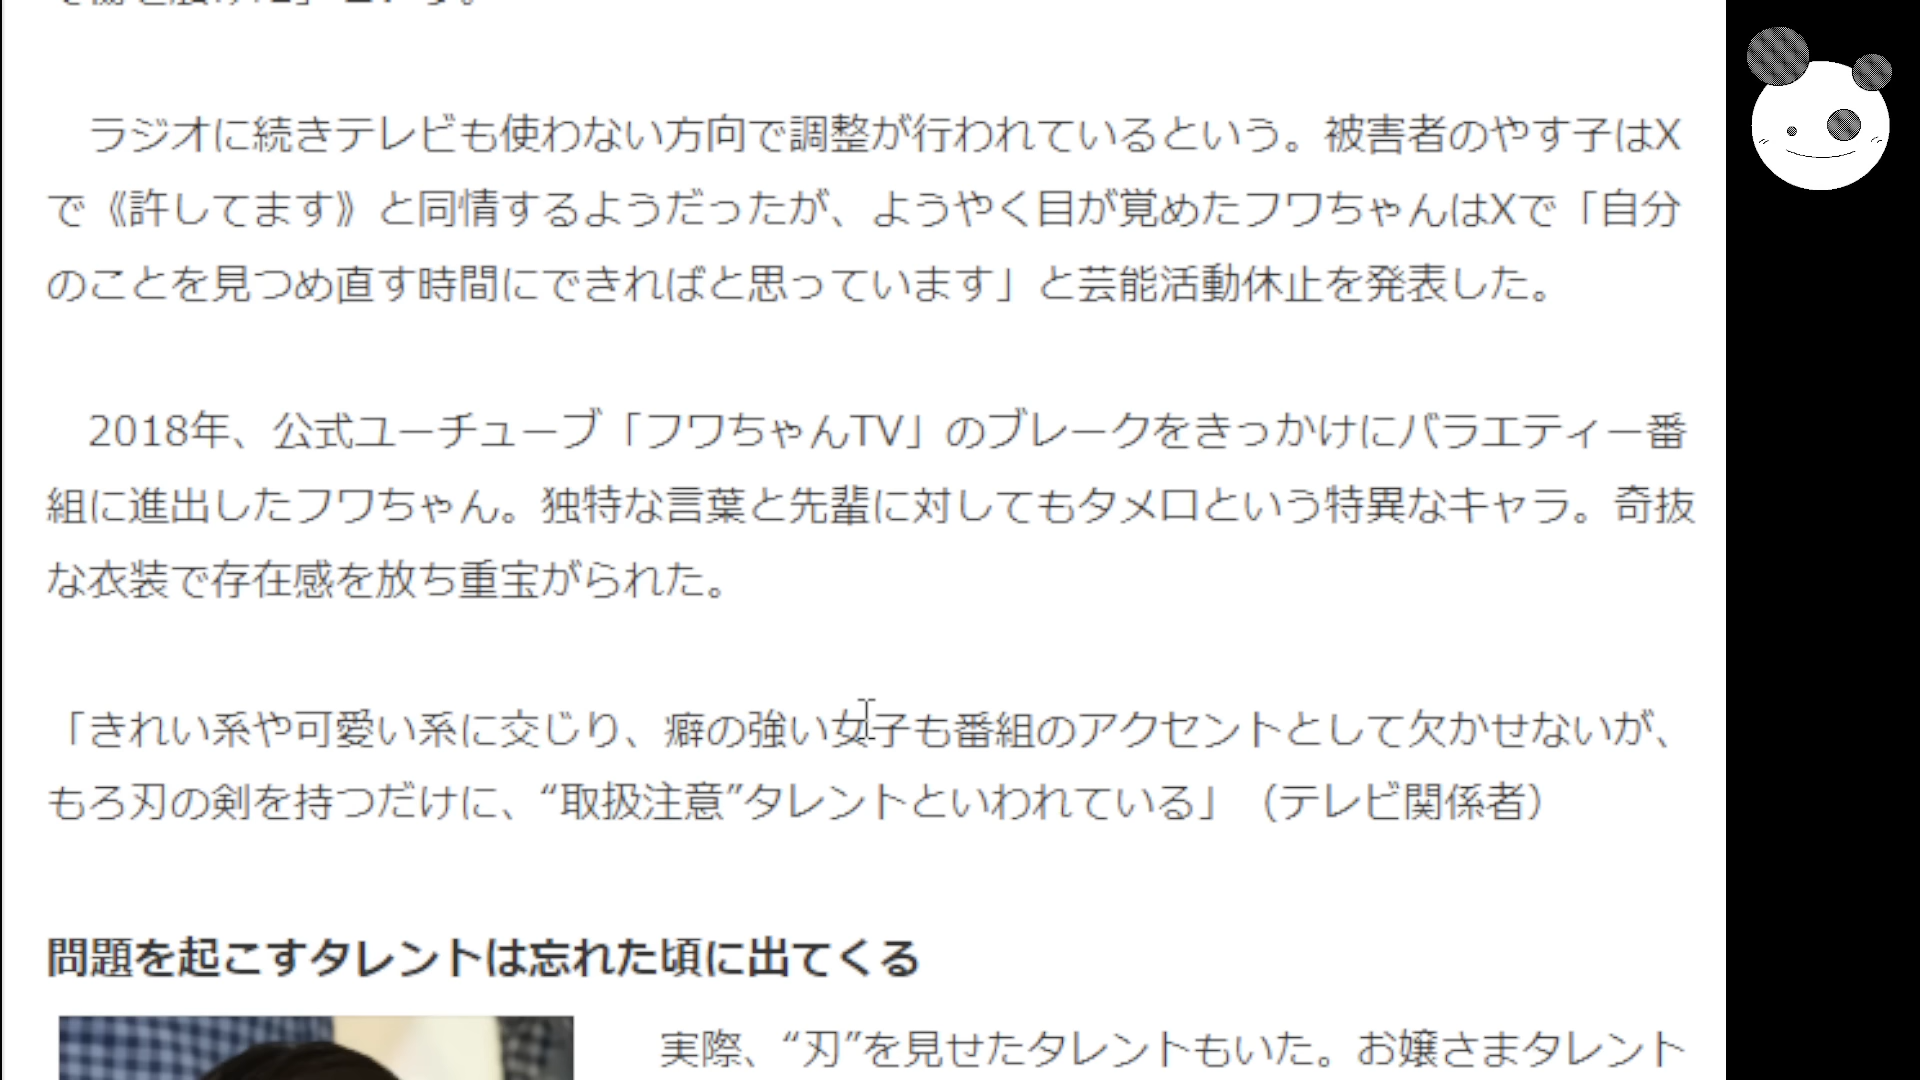 ラジオに続きテレビも使わない方向で調整が行われているという。被害者のやす子はX
で《許してます》と同情するようだったが、ようやく目が覚めたフワちゃんはXで「自分
のことを見つめ直す時間にできればと思っています」と芸能活動休止を発表した。
2018年、公式ユーチューブ「フワちゃんTV」のブレークをきっかけにバラエティー番
組に進出したフワちゃん。独特な言葉と先輩に対してもタメ口という特異なキャラ。奇抜
な衣装で存在感を放ち重宝がられた。
「きれい系や可愛い系に交じり、癖の強い女子も番組のアクセントとして欠かせないが、
もろ刃の剣を持つだけに、“取扱注意”タレントといわれている」（テレビ関係者）
問題を起こすタレントは忘れた頃に出てくる
実際、“刃”を見せたタレントもいた。お嬢さまタレント